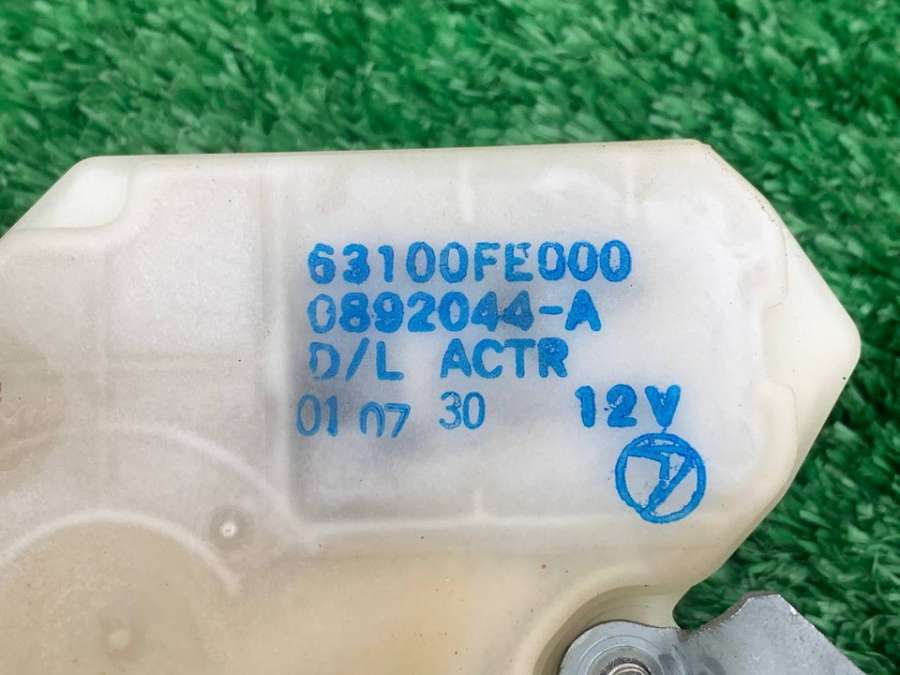 63100FE000
0892044-A
D/L ACTR
01 07 30 12V